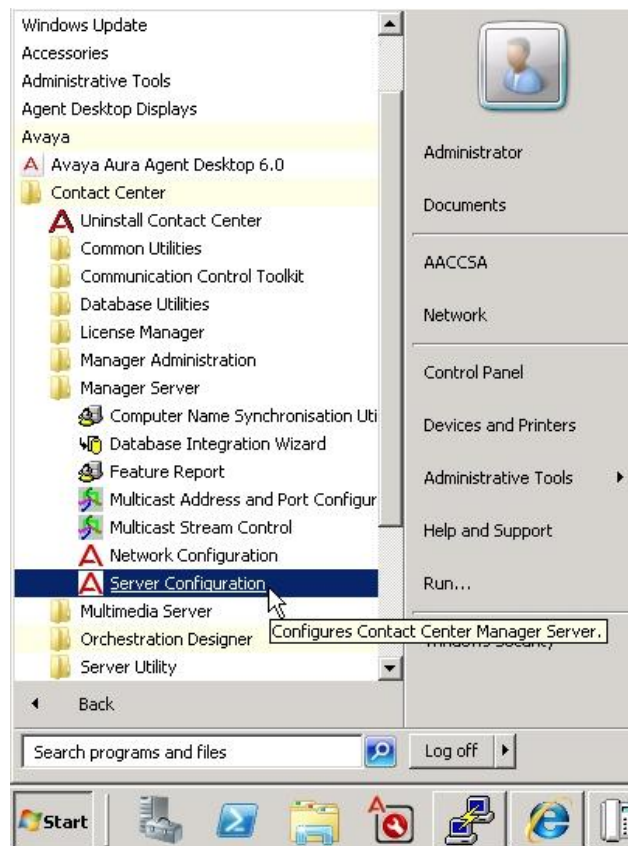 Windows Update
Accessories
Administrative Tools
Agent Desktop Displays
Avaya
Avaya Aura Agent Desktop 6.0
Contact Center
Uninstall Contact Center
Common Utilities
Communication Control Toolkit
Database Utilities
License Manager
Manager Administration
Manager Server
Computer Name Synchronisation Uti
Database Integration Wizard
Feature Report
Multicast Address and Port Configur
Multicast Stream Control
Network Configuration
Server Configuration
Multimedia Server
Orchestration Designer
Server Utility
Back
Search programs and files
Administrator
Documents
AACCSA
Network
Control Panel
Devices and Printers
Administrative Tools
Help and Support
Run...
Configures Contact Center Manager Server.
Windows Security
Log off
Start